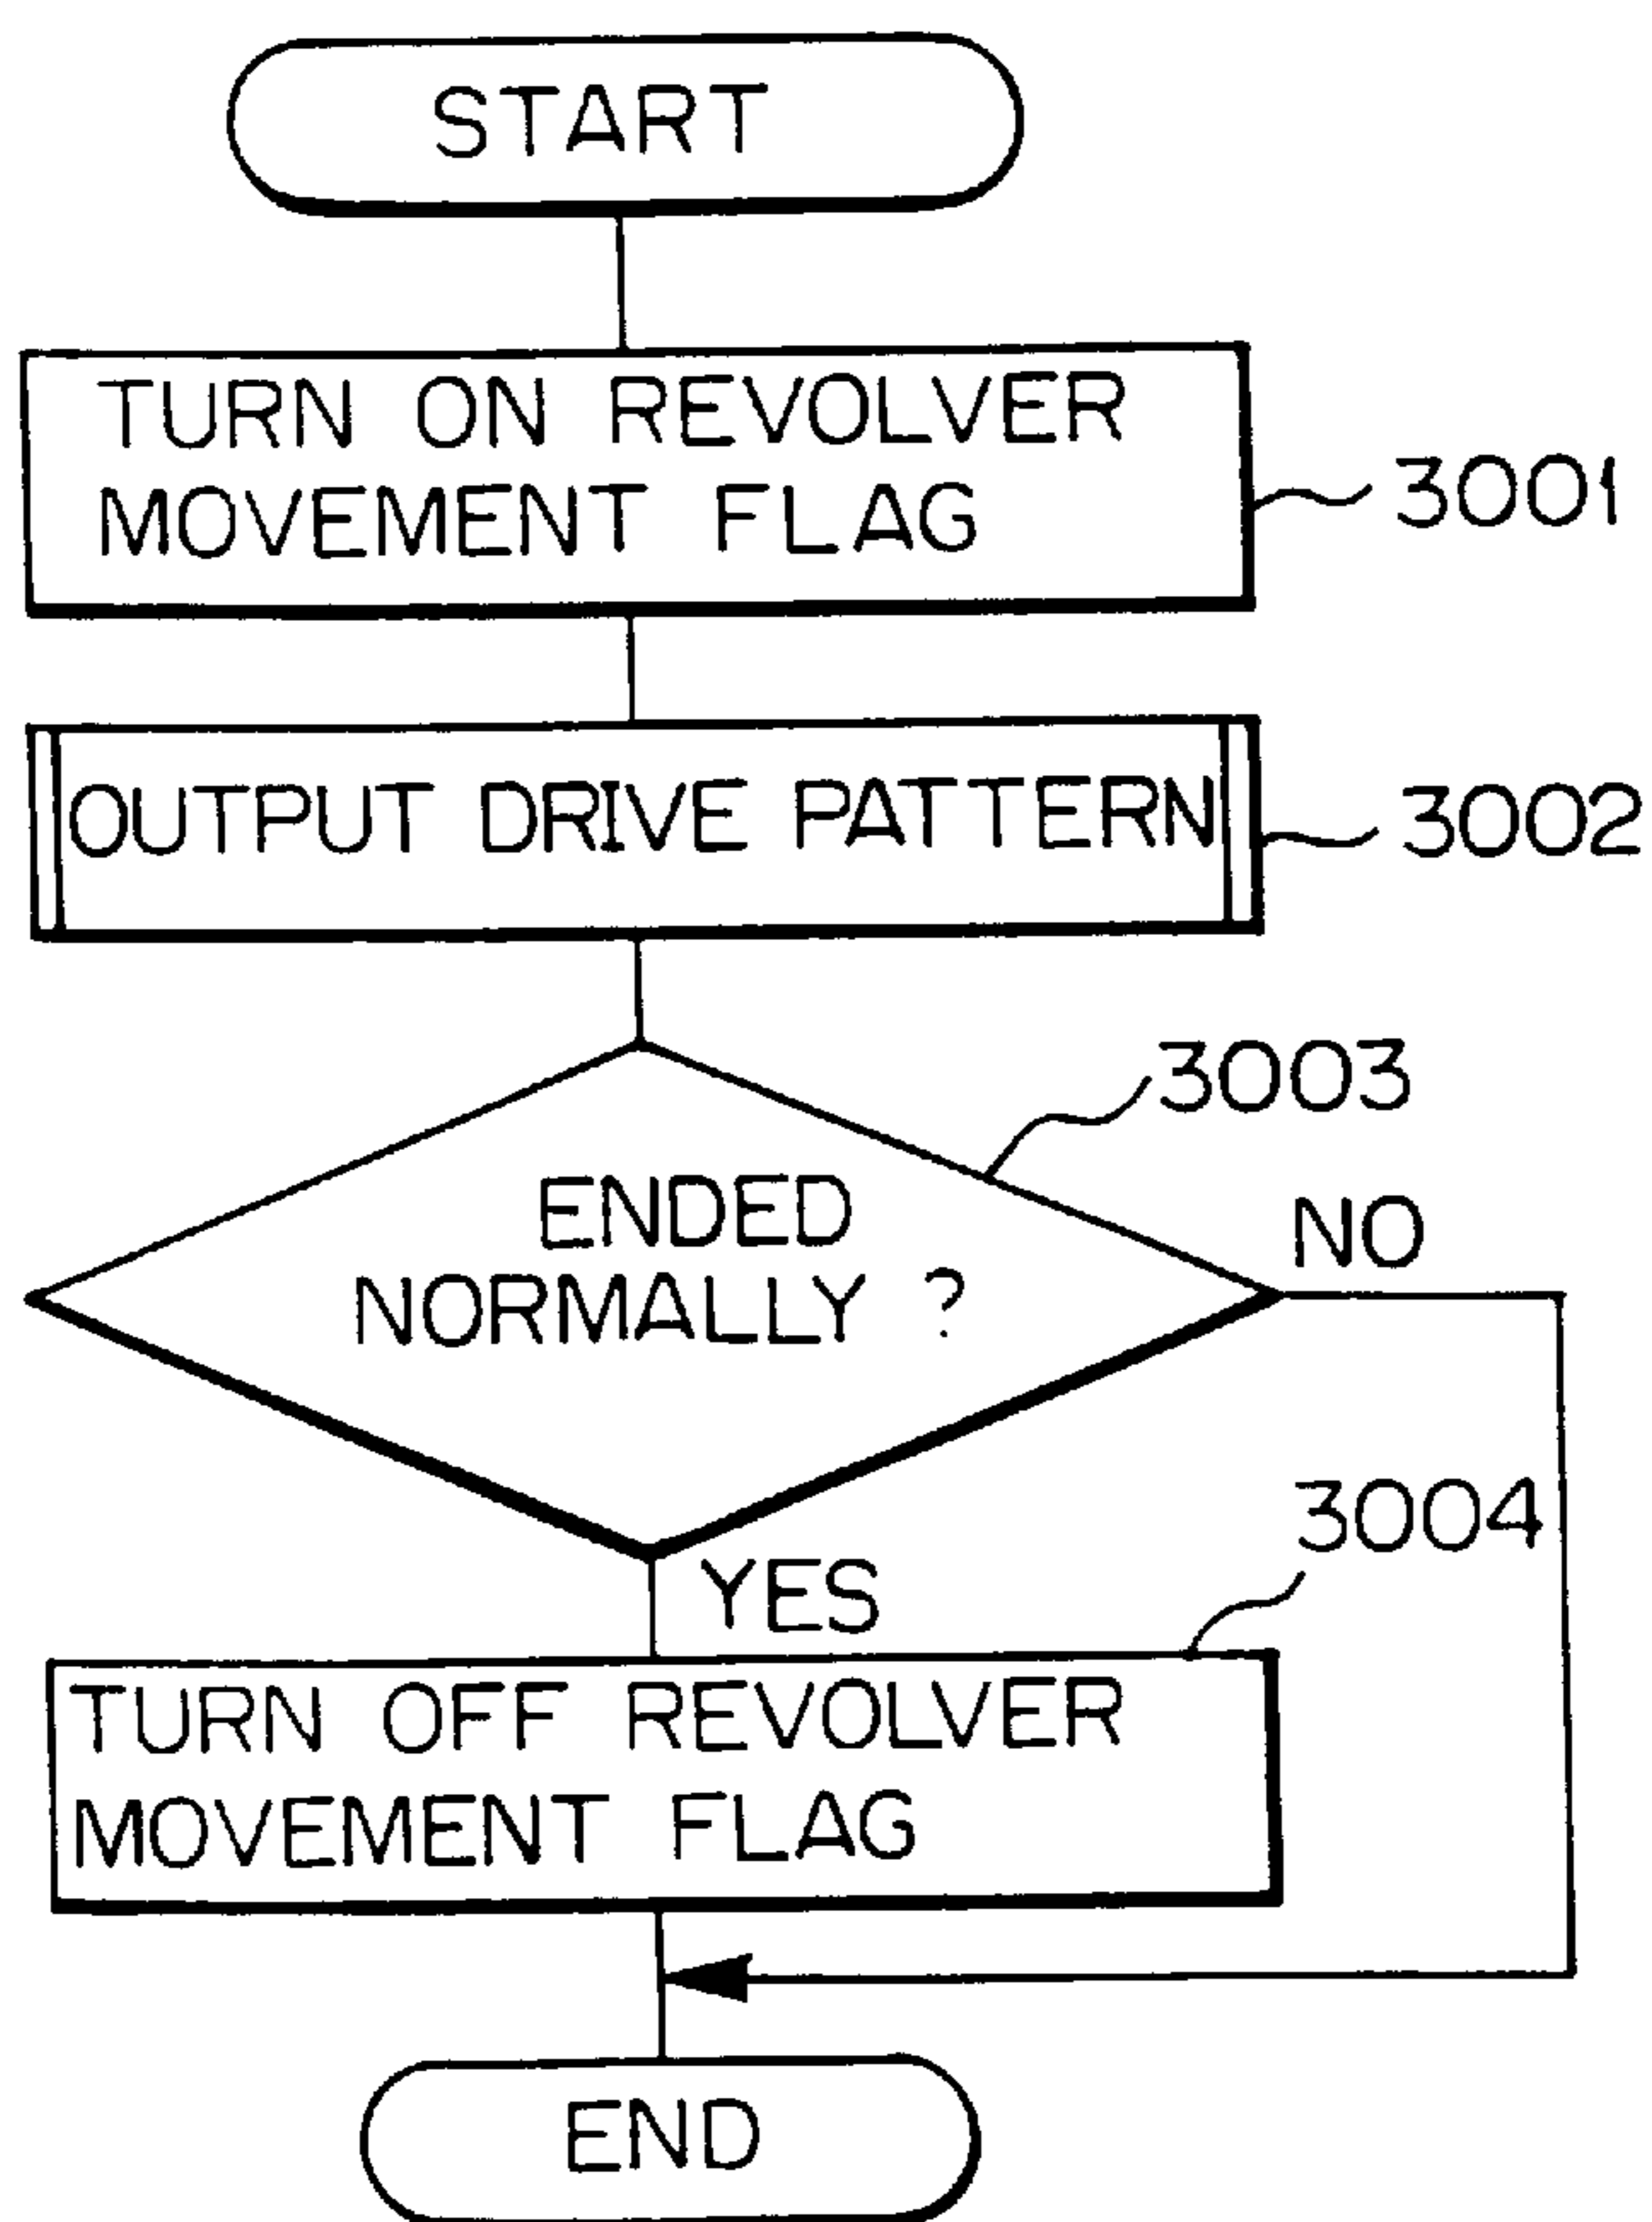 START
TURN ON REVOLVER
MOVEMENT FLAG
3001
OUTPUT DRIVE PATTERN
3002
3003
ENDED
NORMALLY ?
NO
YES
3004
TURN OFF REVOLVER
MOVEMENT FLAG
END